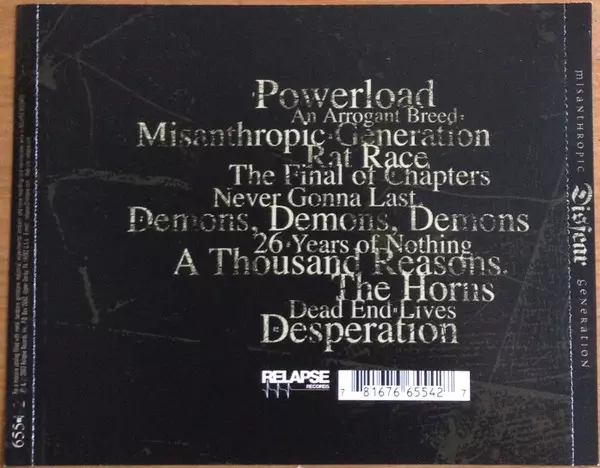 Powerload
An Arrogant Breed
Misanthropic Generation
Rat Race
The Final of Chapters
Never Gonna Last
Demons, Demons, Demons
26 Years of Nothing
A Thousand Reasons.
The Horns
Dead End Lives
Desperation
RELAPSE
RECORDS
7 81676 65542 7
misanthropic Disfear Generation